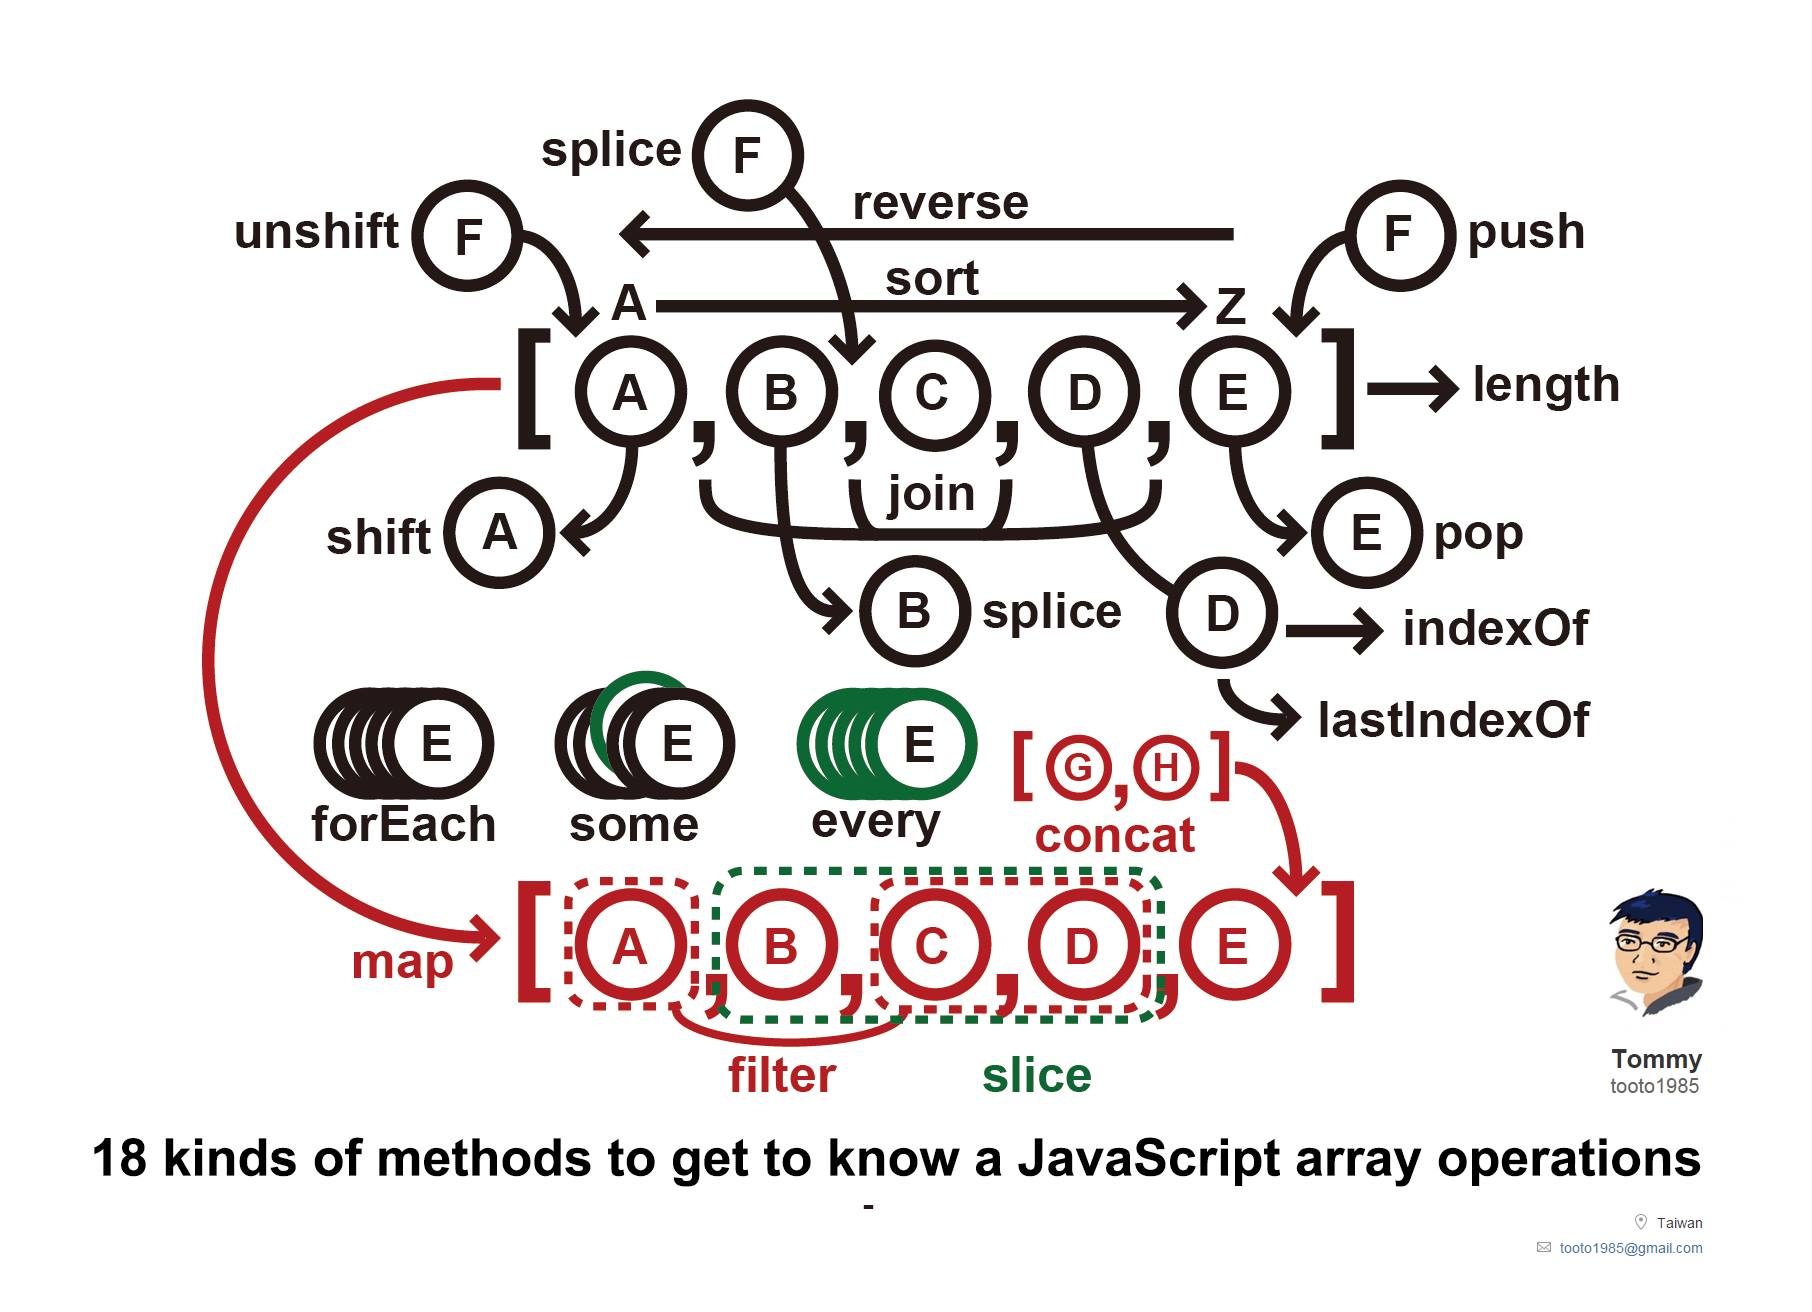 splice F
reverse
unshift F
F push
sort
A Z
[ A , B , C , D , E ] length
join
shift A
E pop
B splice
D indexOf
lastIndexOf
E E E
forEach some every
[ G , H ]
concat
map [ A , B , C , D , E ]
filter slice
Tommy
tooto1985
18 kinds of methods to get to know a JavaScript array operations
-
Taiwan
tooto1985@gmail.com